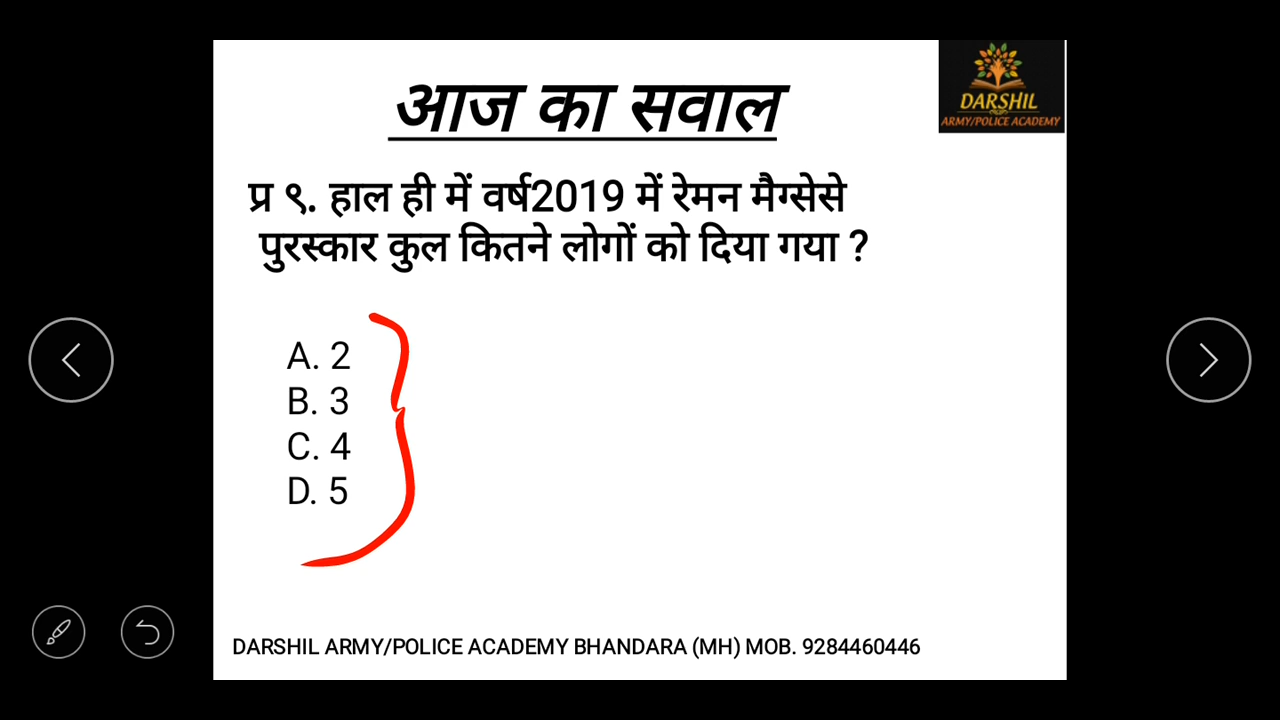 आज का सवाल
DARSHIL
ARMY/POLICE ACADEMY
प्र ९. हाल ही में वर्ष2019 में रेमन मैग्सेसे
पुरस्कार कुल कितने लोगों को दिया गया ?
A. 2
B. 3
C. 4
D. 5
DARSHIL ARMY/POLICE ACADEMY BHANDARA (MH) MOB. 9284460446